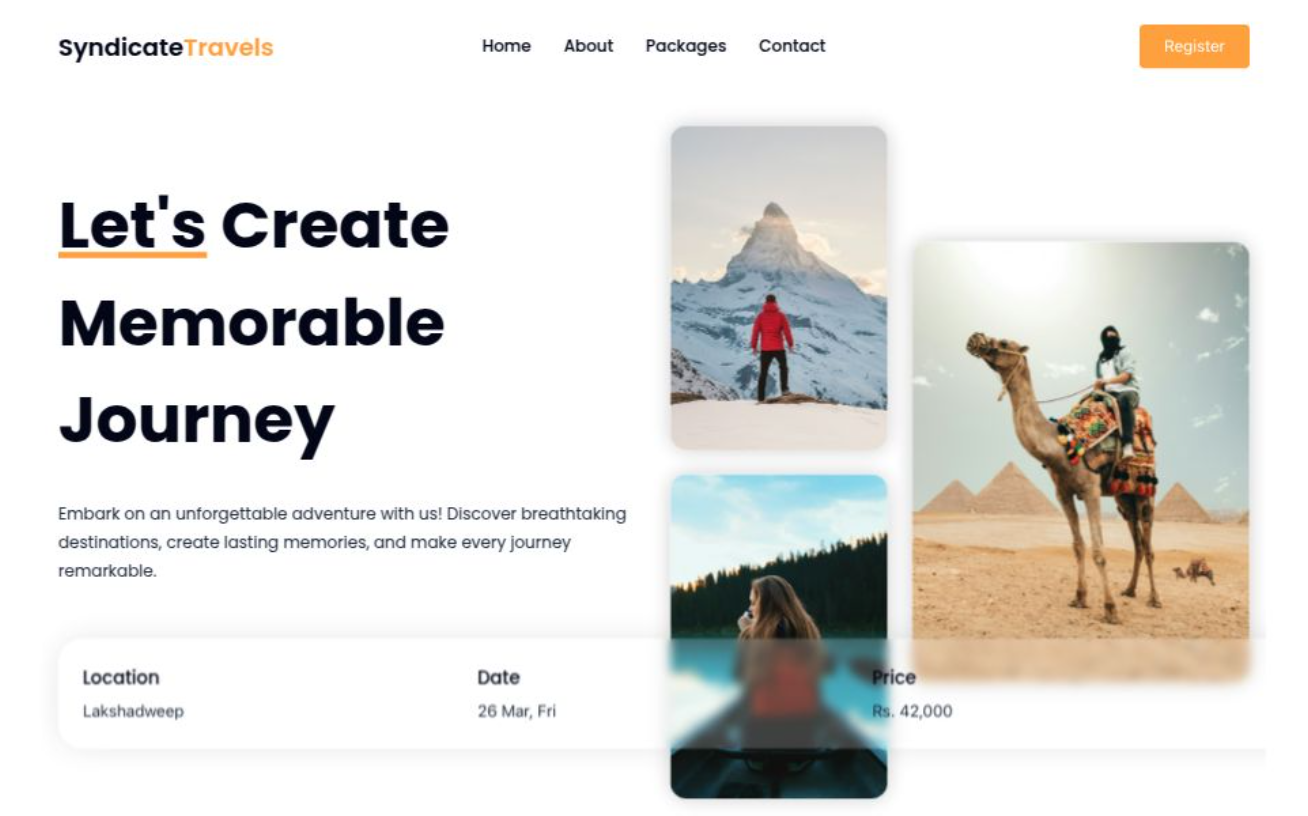 SyndicateTravels
Home About Packages Contact
Register
Let's Create
Memorable
Journey
Embark on an unforgettable adventure with us! Discover breathtaking
destinations, create lasting memories, and make every journey
remarkable.
Location Date Price
Lakshadweep 26 Mar, Fri Rs. 42,000